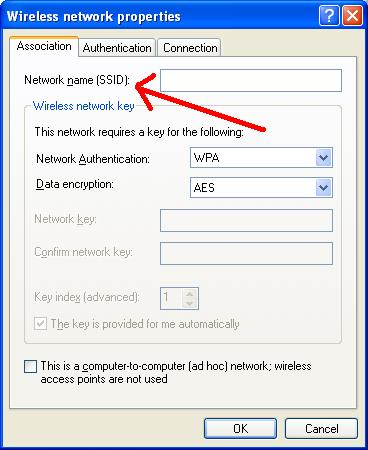 Wireless network properties
Association Authentication Connection
Network name (SSID):
Wireless network key
This network requires a key for the following:
Network Authentication: WPA
Data encryption: AES
Network key:
Confirm network key:
Key index (advanced): 1
The key is provided for me automatically
This is a computer-to-computer (ad hoc) network; wireless
access points are not used
OK Cancel